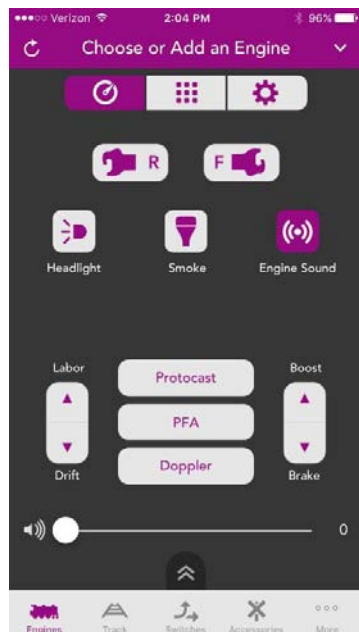 Verizon 2:04 PM 96%
Choose or Add an Engine
R F
Headlight Smoke Engine Sound
Labor Boost
Protocast
PFA
Doppler
Drift Brake
0
Engines Track Switches Accessories More